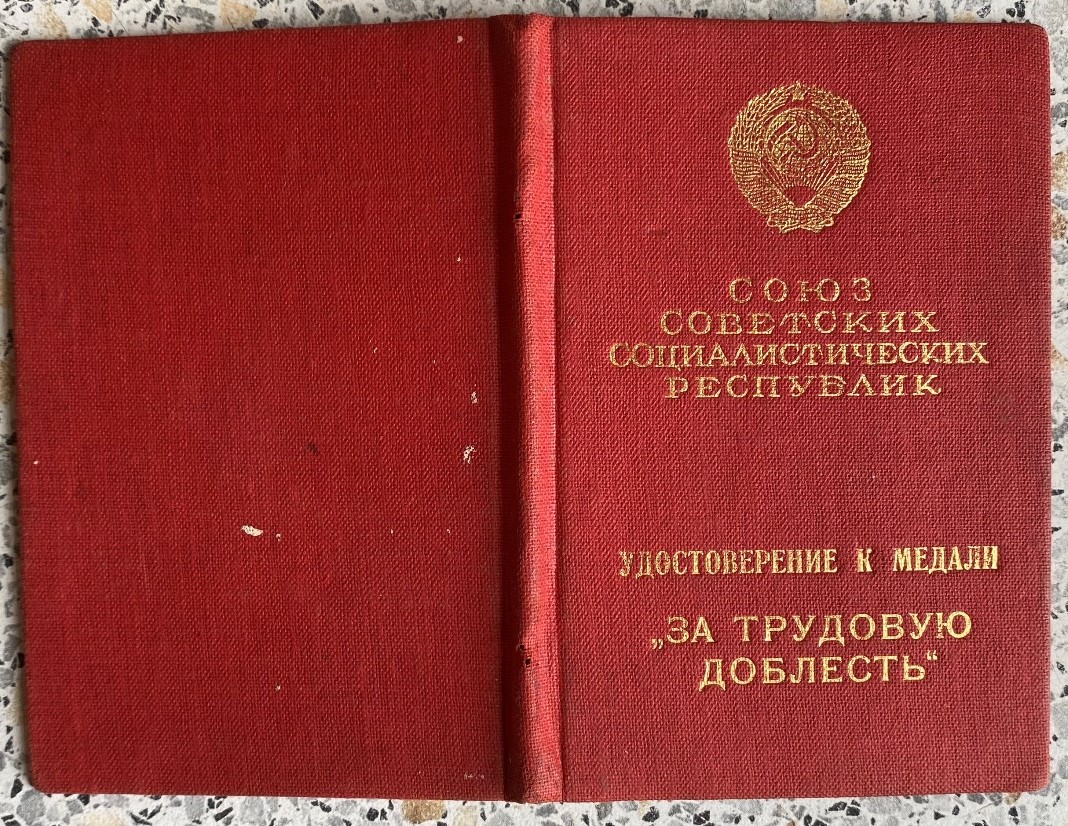 СОЮЗ
СОВЕТСКИХ
СОЦИАЛИСТИЧЕСКИХ
РЕСПУБЛИК
УДОСТОВЕРЕНИЕ К МЕДАЛИ
„ЗА ТРУДОВУЮ
ДОБЛЕСТЬ“